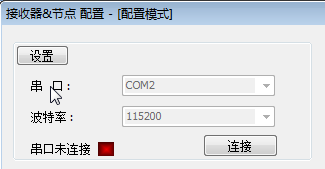 接收器&节点 配置 - [配置模式]
设置
串 口： COM2
波特率： 115200
串口未连接 连接